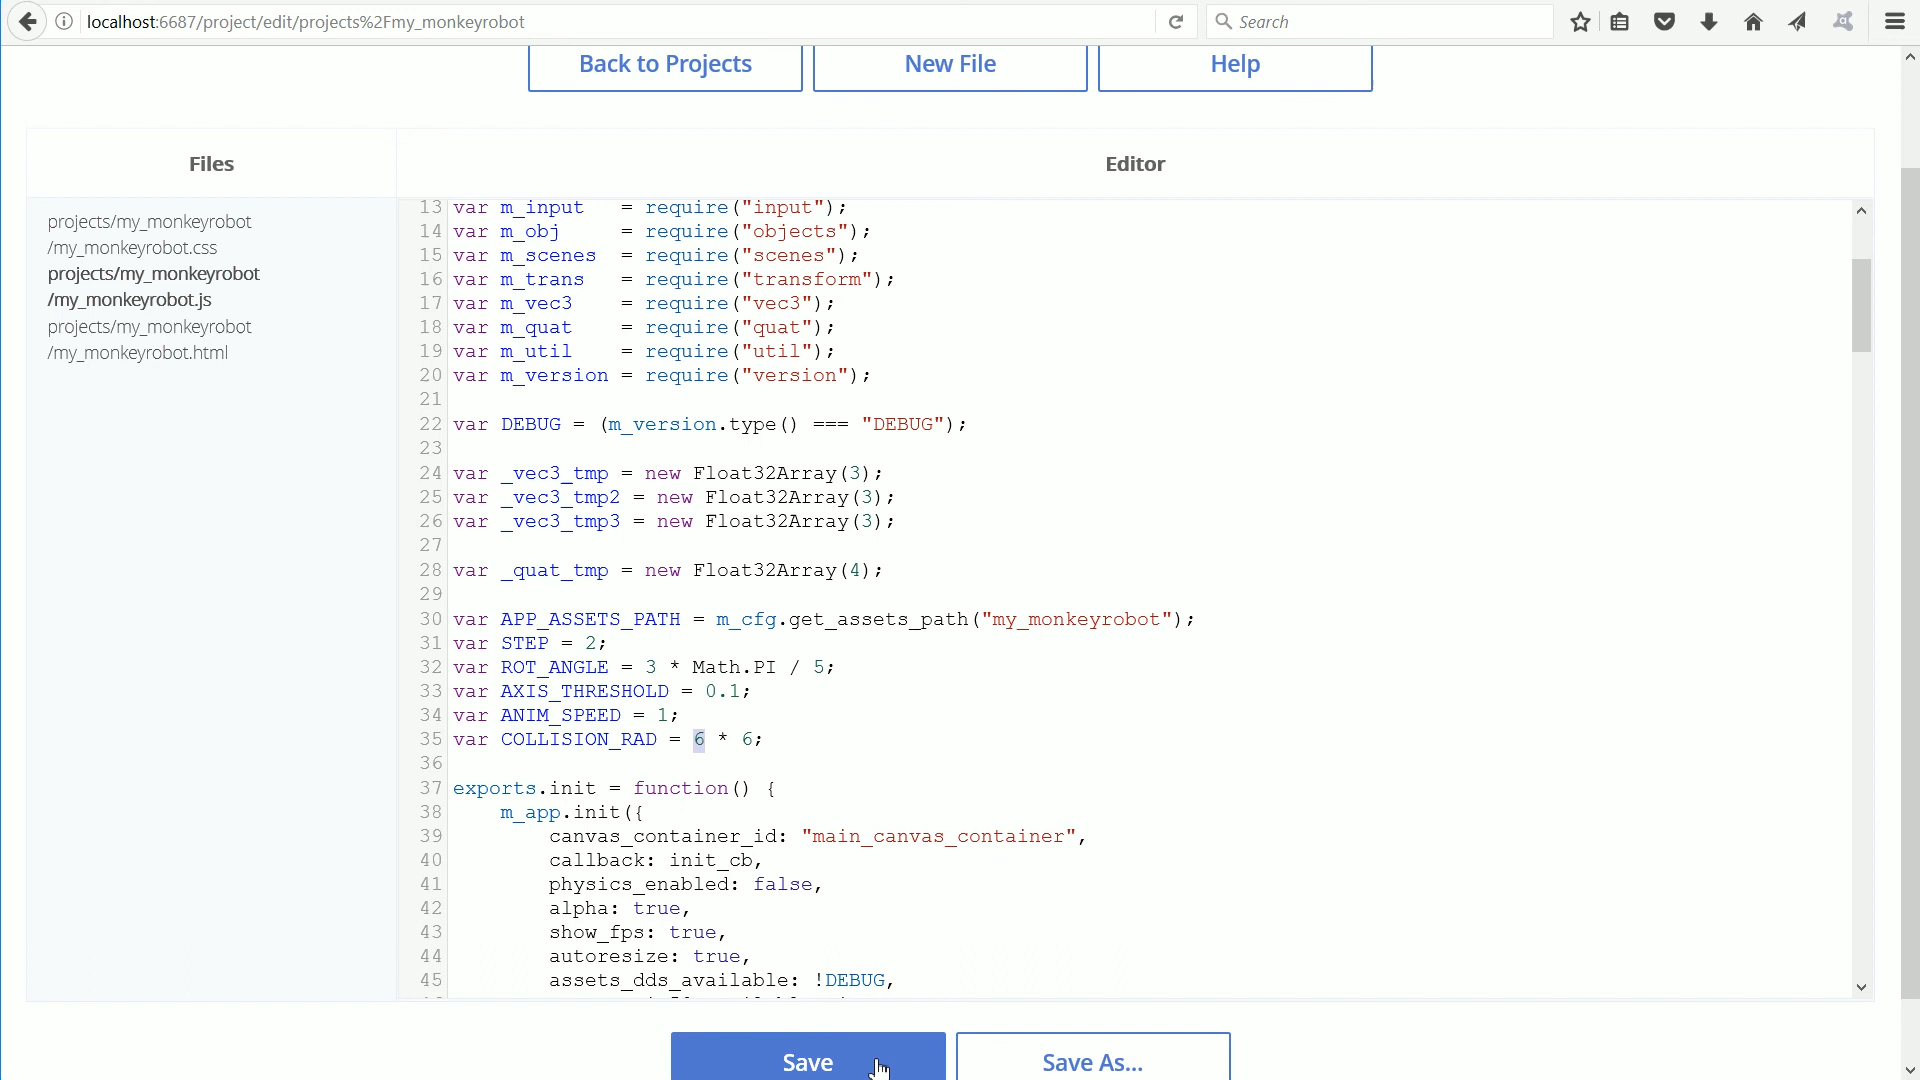 localhost:6687/project/edit/projects%2Fmy_monkeyrobot
Search
Back to Projects
New File
Help
Files
Editor
projects/my_monkeyrobot
/my_monkeyrobot.css
projects/my_monkeyrobot
/my_monkeyrobot.js
projects/my_monkeyrobot
/my_monkeyrobot.html
13 var m_input   = require("input");
14 var m_obj     = require("objects");
15 var m_scenes  = require("scenes");
16 var m_trans   = require("transform");
17 var m_vec3    = require("vec3");
18 var m_quat    = require("quat");
19 var m_util    = require("util");
20 var m_version = require("version");
21
22 var DEBUG = (m_version.type() === "DEBUG");
23
24 var _vec3_tmp = new Float32Array(3);
25 var _vec3_tmp2 = new Float32Array(3);
26 var _vec3_tmp3 = new Float32Array(3);
27
28 var _quat_tmp = new Float32Array(4);
29
30 var APP_ASSETS_PATH = m_cfg.get_assets_path("my_monkeyrobot");
31 var STEP = 2;
32 var ROT_ANGLE = 3 * Math.PI / 5;
33 var AXIS_THRESHOLD = 0.1;
34 var ANIM_SPEED = 1;
35 var COLLISION_RAD = 6 * 6;
36
37 exports.init = function() {
38     m_app.init({
39         canvas_container_id: "main_canvas_container",
40         callback: init_cb,
41         physics_enabled: false,
42         alpha: true,
43         show_fps: true,
44         autoresize: true,
45         assets_dds_available: !DEBUG,
Save
Save As...